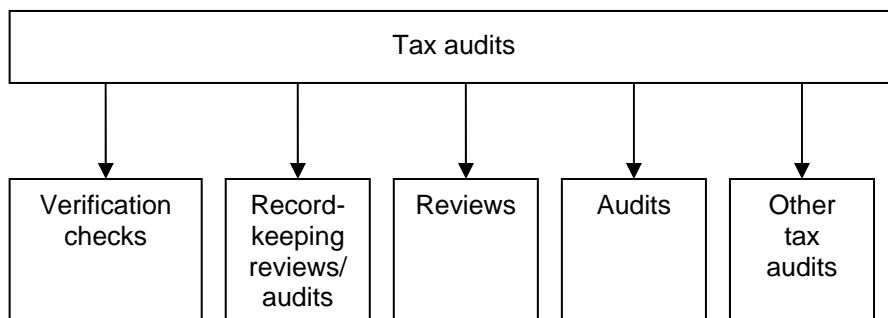 Tax audits
Verification
checks
Record-
keeping
reviews/
audits
Reviews
Audits
Other
tax
audits